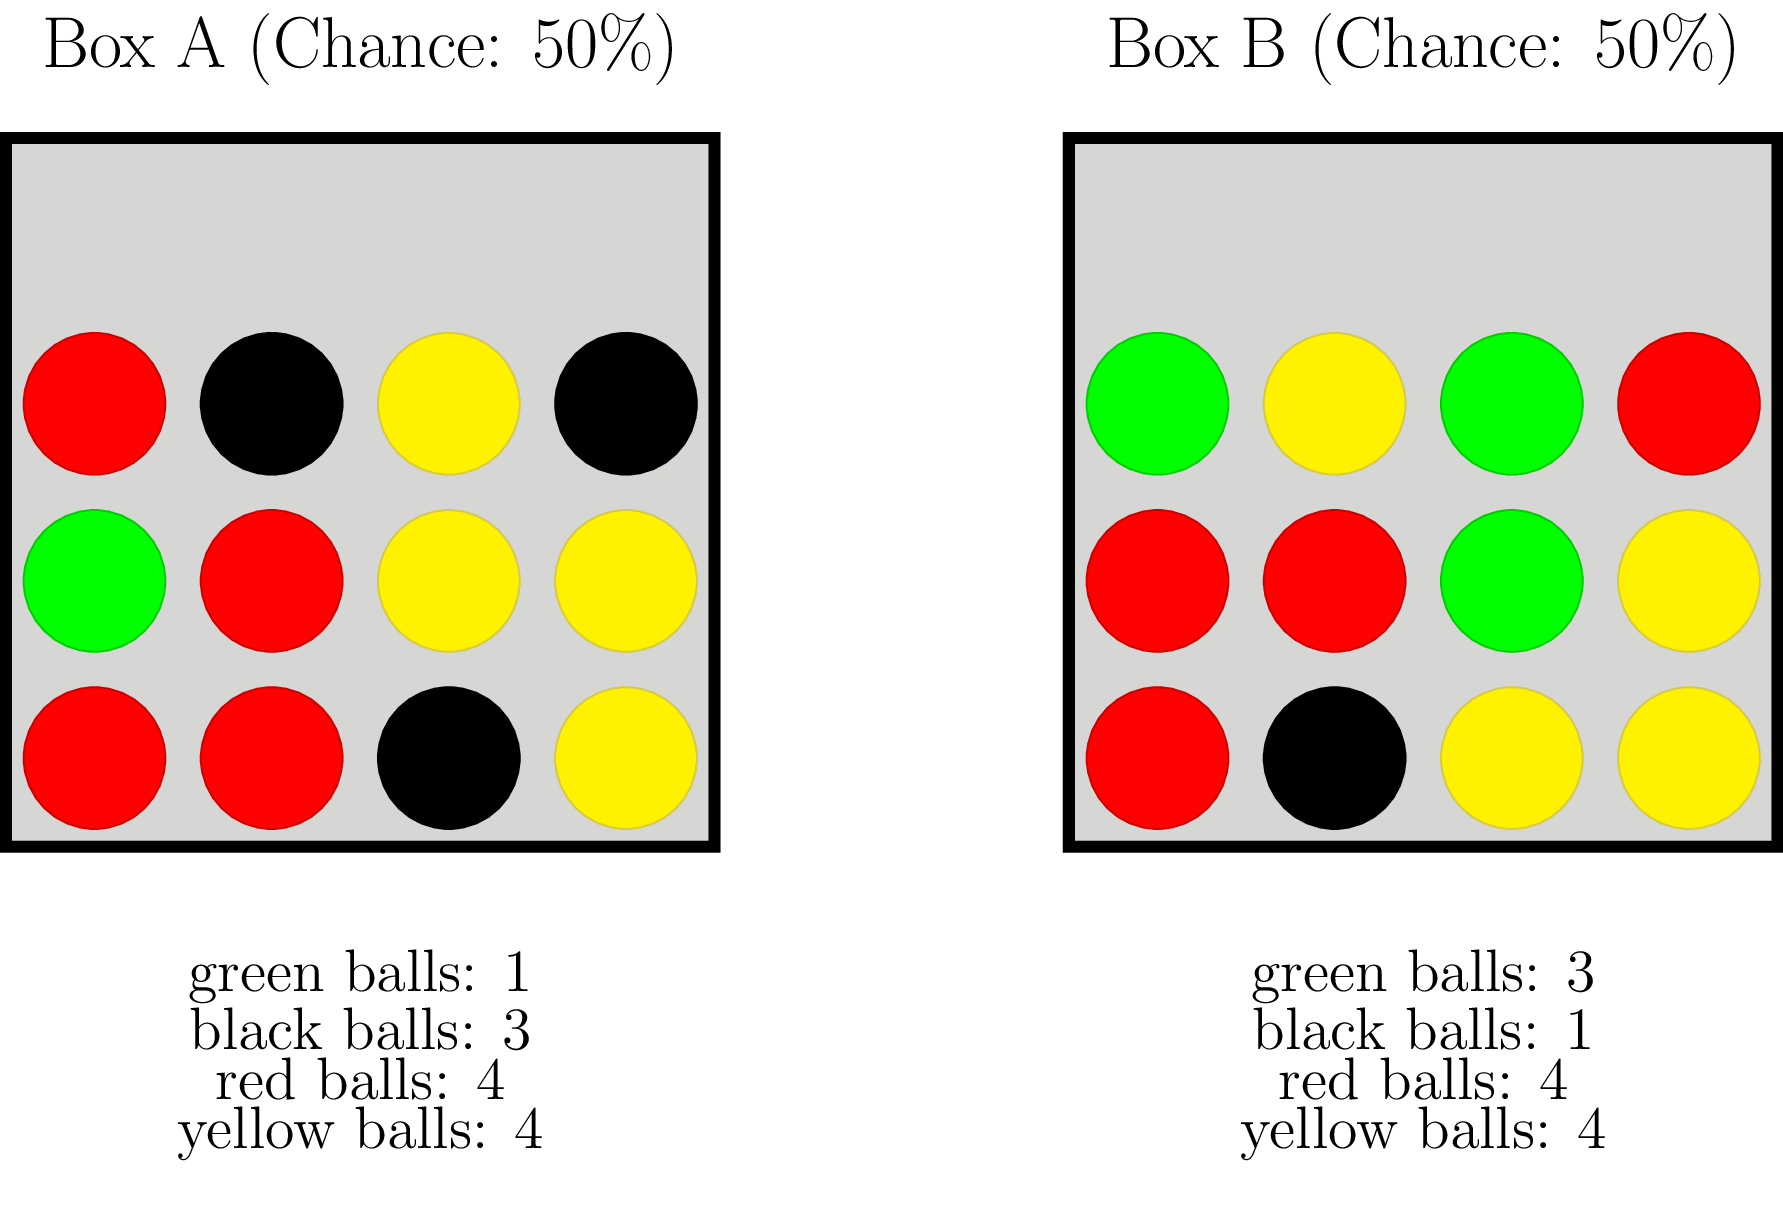 Box A (Chance: 50%)
Box B (Chance: 50%)
green balls: 1
black balls: 3
red balls: 4
yellow balls: 4
green balls: 3
black balls: 1
red balls: 4
yellow balls: 4